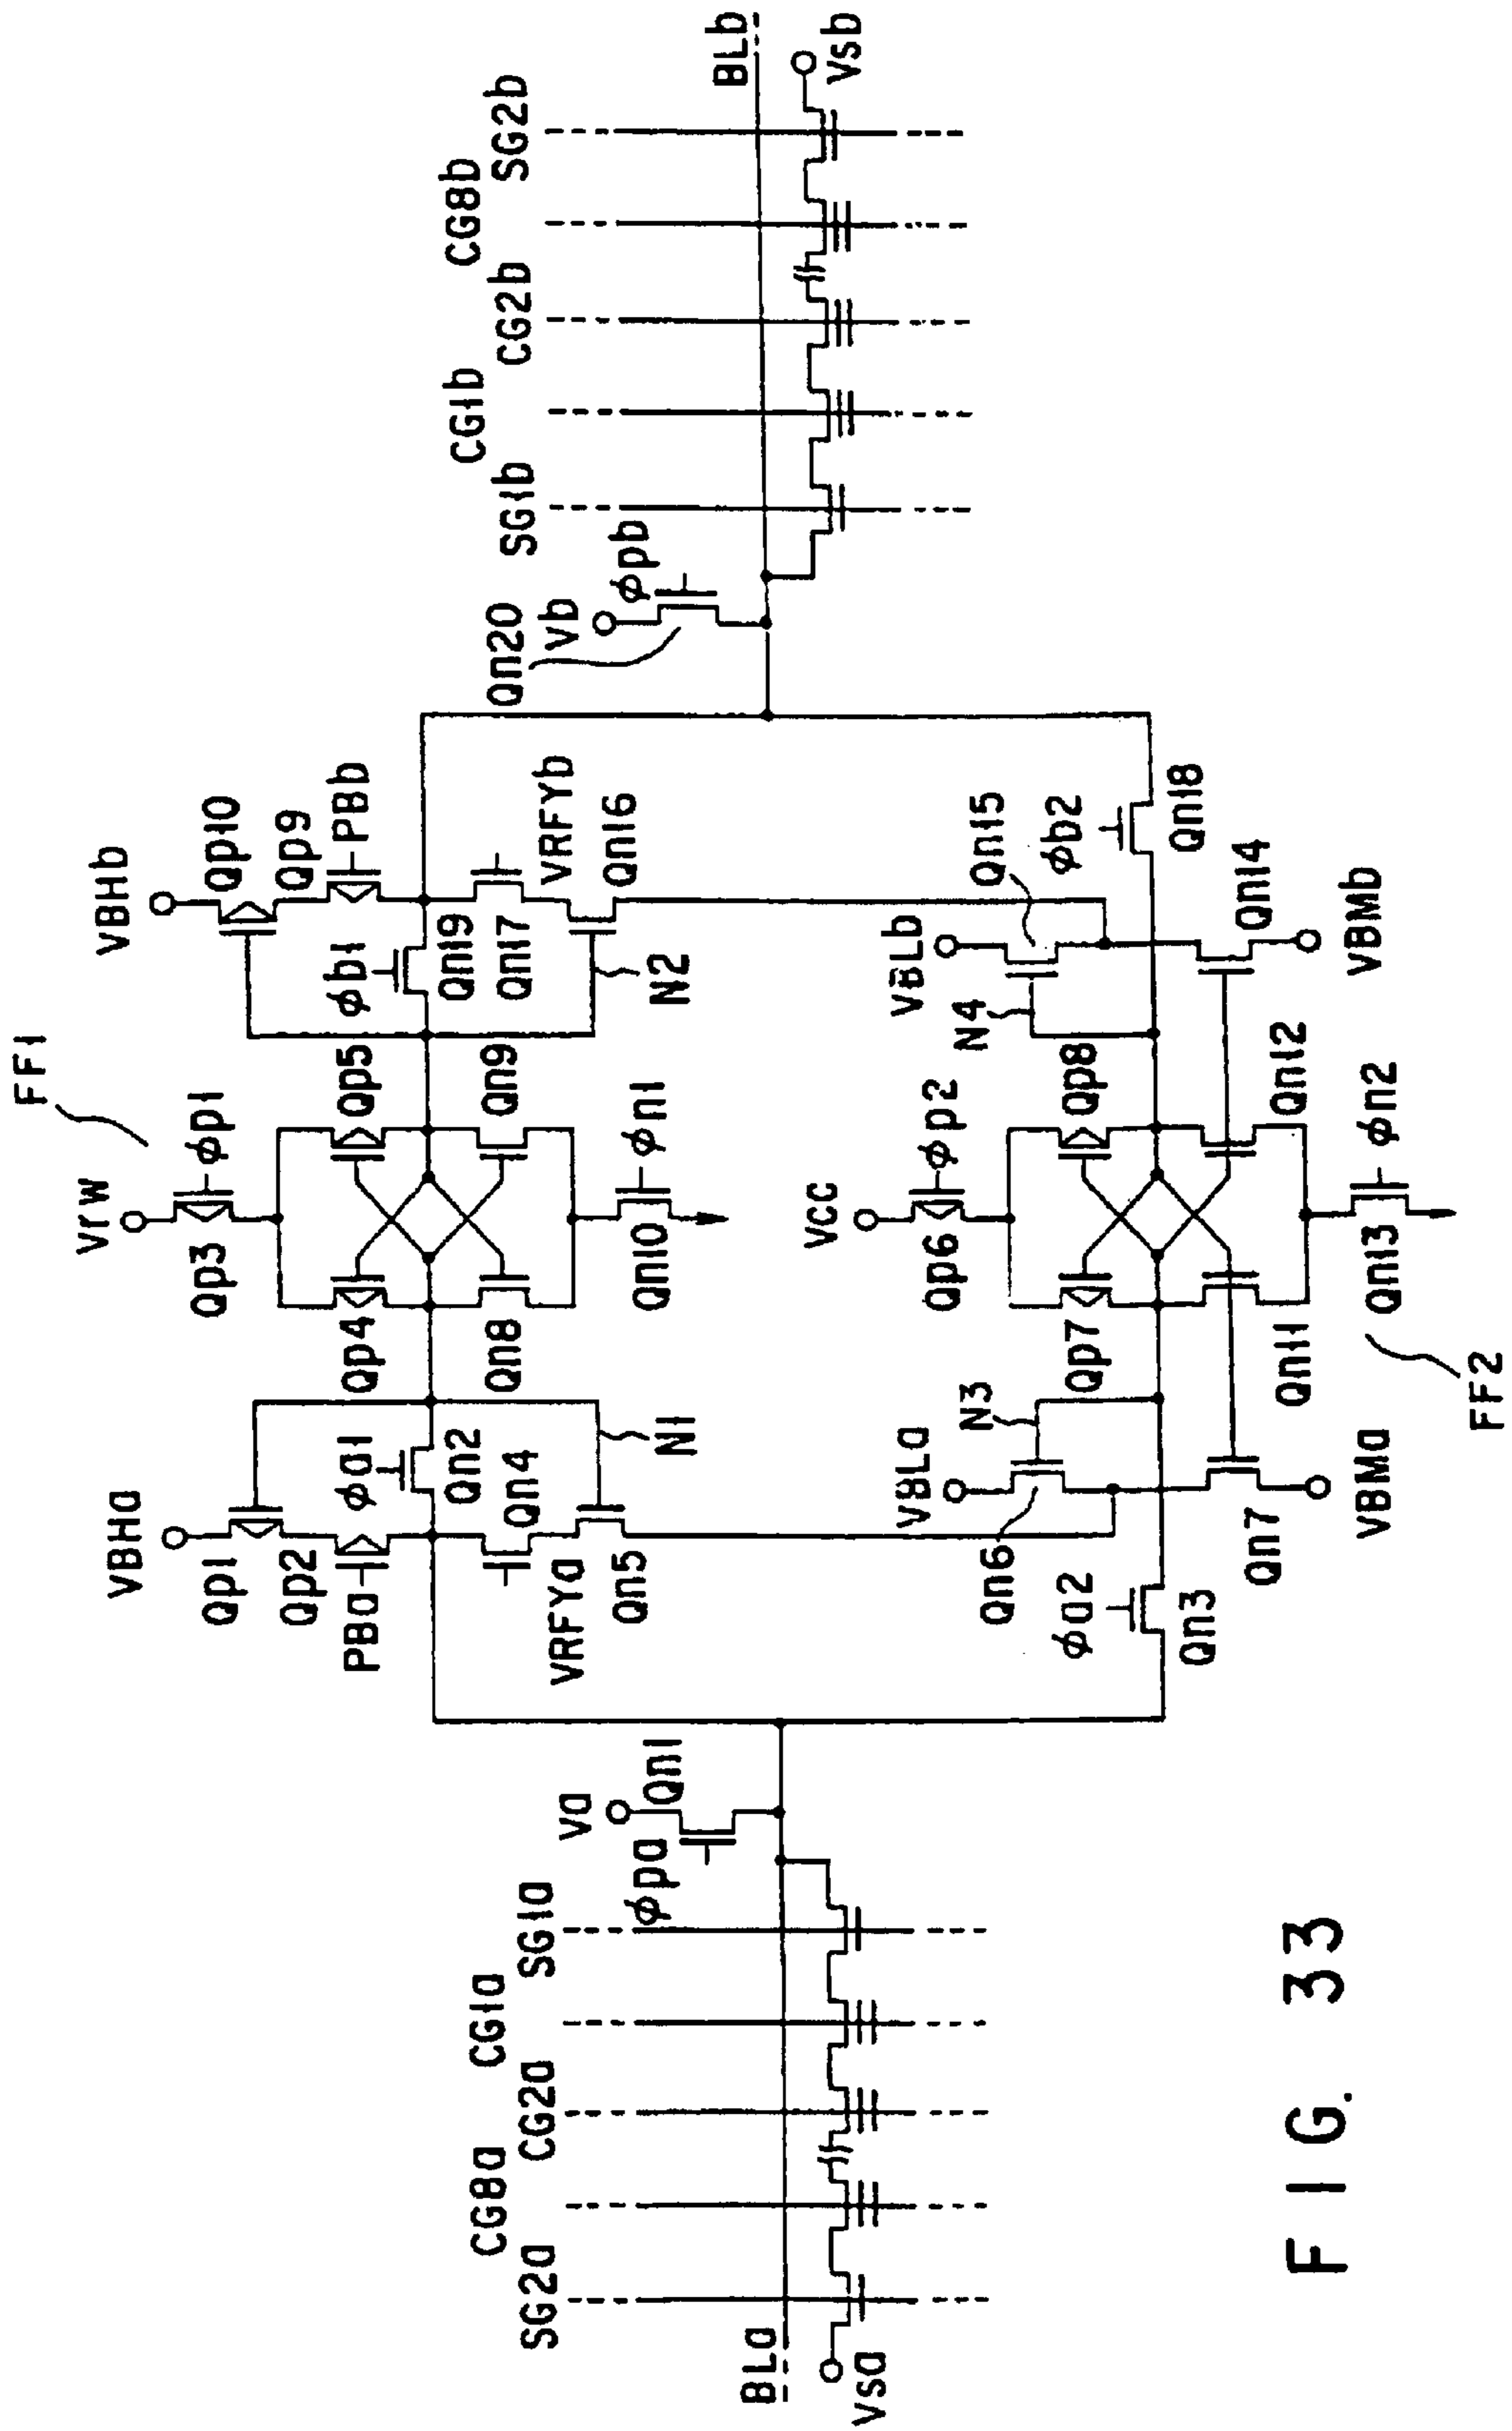 FF1
Vrw
VBHa
VBHb
Qp3
φp1
Qp1
Qp10
Qp2
Qp9
PBa
PBb
φa1
φb1
Qp4
Qp5
Qn2
Qn19
Qn4
Qn17
VRFYa
VRFYb
Qn8
Qn9
Qn5
Qn16
N1
N2
Qn10
φn1
SG2a
CG8a
CG2a
CG1a
SG1a
φpa
Va
Qn1
Qn20
Vb
φpb
SG1b
CG1b
CG2b
CG8b
SG2b
BLa
BLb
Vsa
Vsb
VBLa
VBLb
Vcc
Qp6
φp2
Qn6
N3
N4
Qn15
φa2
φb2
Qp7
Qp8
Qn3
Qn18
Qn7
Qn11
Qn12
Qn14
VBMa
VBMb
Qn13
φn2
FF2
FIG. 33